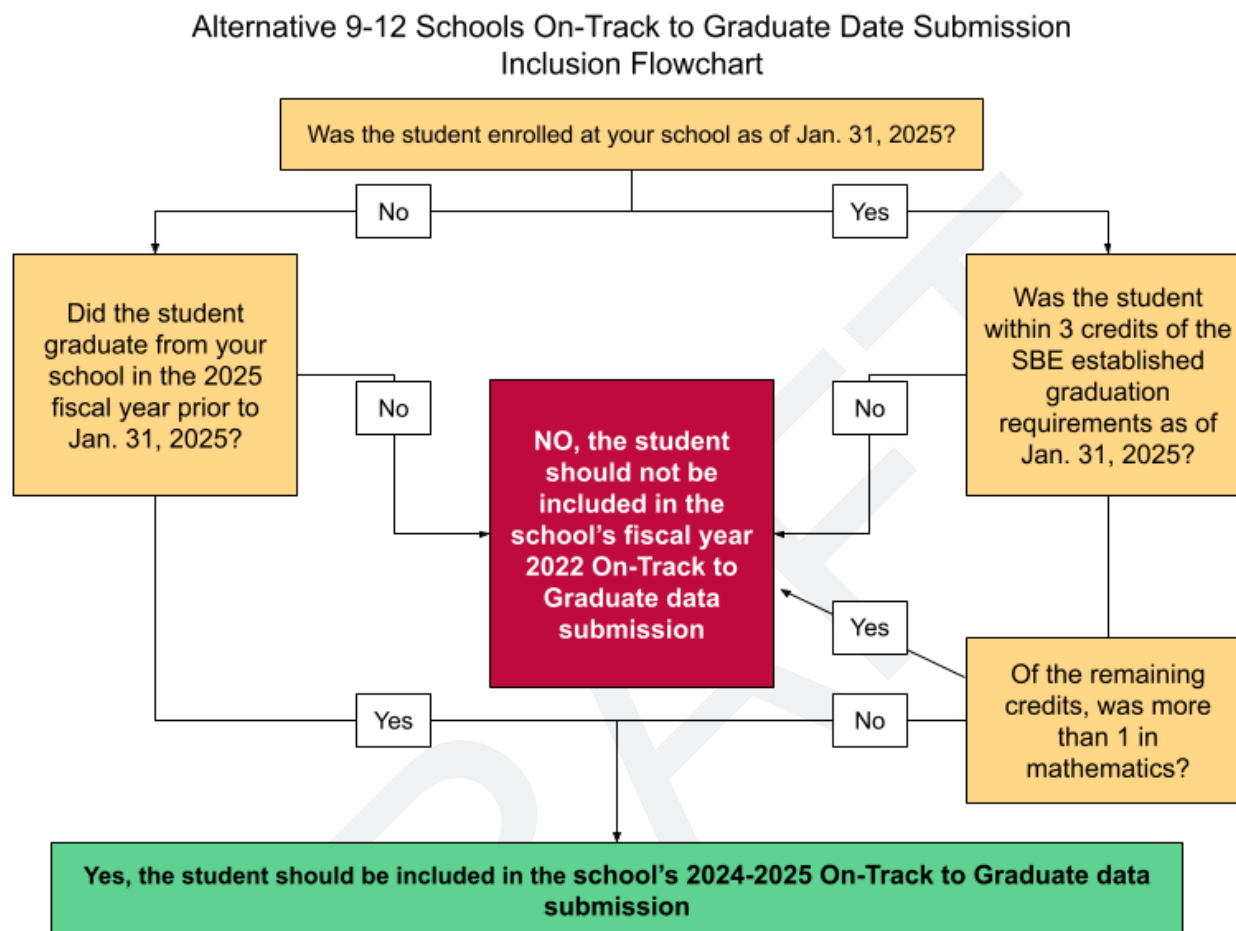 Alternative 9-12 Schools On-Track to Graduate Date Submission
Inclusion Flowchart
Was the student enrolled at your school as of Jan. 31, 2025?
No
Yes
Did the student
graduate from your
school in the 2025
fiscal year prior to
Jan. 31, 2025?
No
NO, the student
should not be
included in the
school's fiscal year
2022 On-Track to
Graduate data
submission
No
Was the student
within 3 credits of the
SBE established
graduation
requirements as of
Jan. 31, 2025?
Yes
Of the remaining
credits, was more
than 1 in
mathematics?
Yes
No
Yes, the student should be included in the school's 2024-2025 On-Track to Graduate data
submission
DRAFT